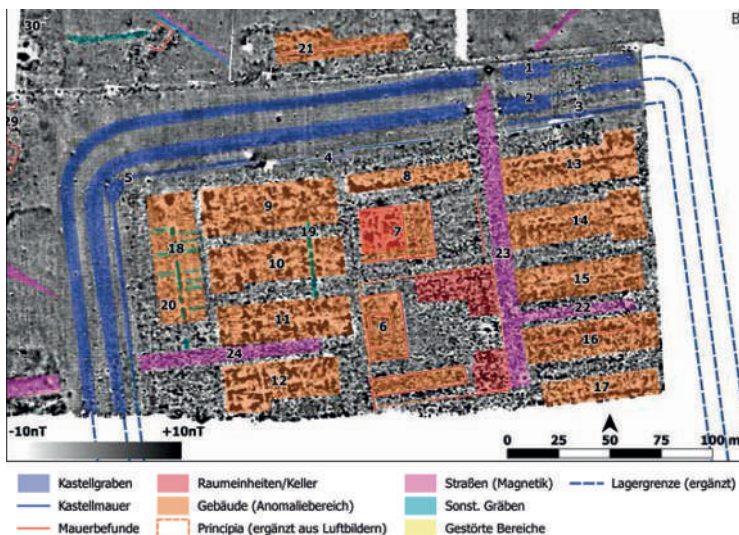 B
30
21
1
2
3
29
4
5
8
13
9
7
14
18
19
10
23
15
20
6
11
22
16
24
12
17
-10nT +10nT
0 25 50 75 100 m
Kastellgraben
Raumeinheiten/Keller
Straßen (Magnetik)
Lagergrenze (ergänzt)
Kastellmauer
Gebäude (Anomaliebereich)
Sonst. Gräben
Mauerbefunde
Principia (ergänzt aus Luftbildern)
Gestörte Bereiche